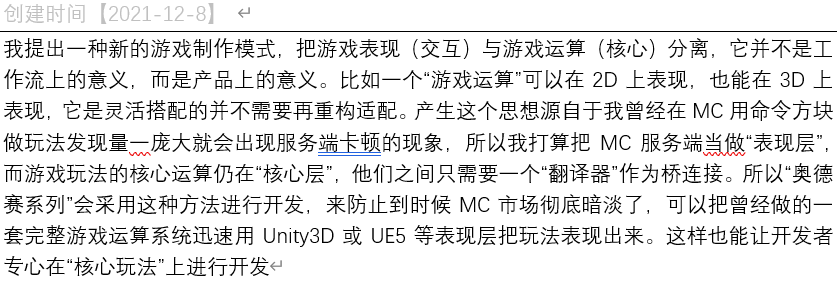 创建时间【2021-12-8】
我提出一种新的游戏制作模式，把游戏表现（交互）与游戏运算（核心）分离，它并不是工
作流上的意义，而是产品上的意义。比如一个“游戏运算”可以在 2D 上表现，也能在 3D 上
表现，它是灵活搭配的并不需要再重构适配。产生这个思想源自于我曾经在 MC 用命令方块
做玩法发现量一庞大就会出现服务端卡顿的现象，所以我打算把 MC 服务端当做“表现层”，
而游戏玩法的核心运算仍在“核心层”，他们之间只需要一个“翻译器”作为桥连接。所以“奥德
赛系列”会采用这种方法进行开发，来防止到时候 MC 市场彻底暗淡了，可以把曾经做的一
套完整游戏运算系统迅速用 Unity3D 或 UE5 等表现层把玩法表现出来。这样也能让开发者
专心在“核心玩法”上进行开发